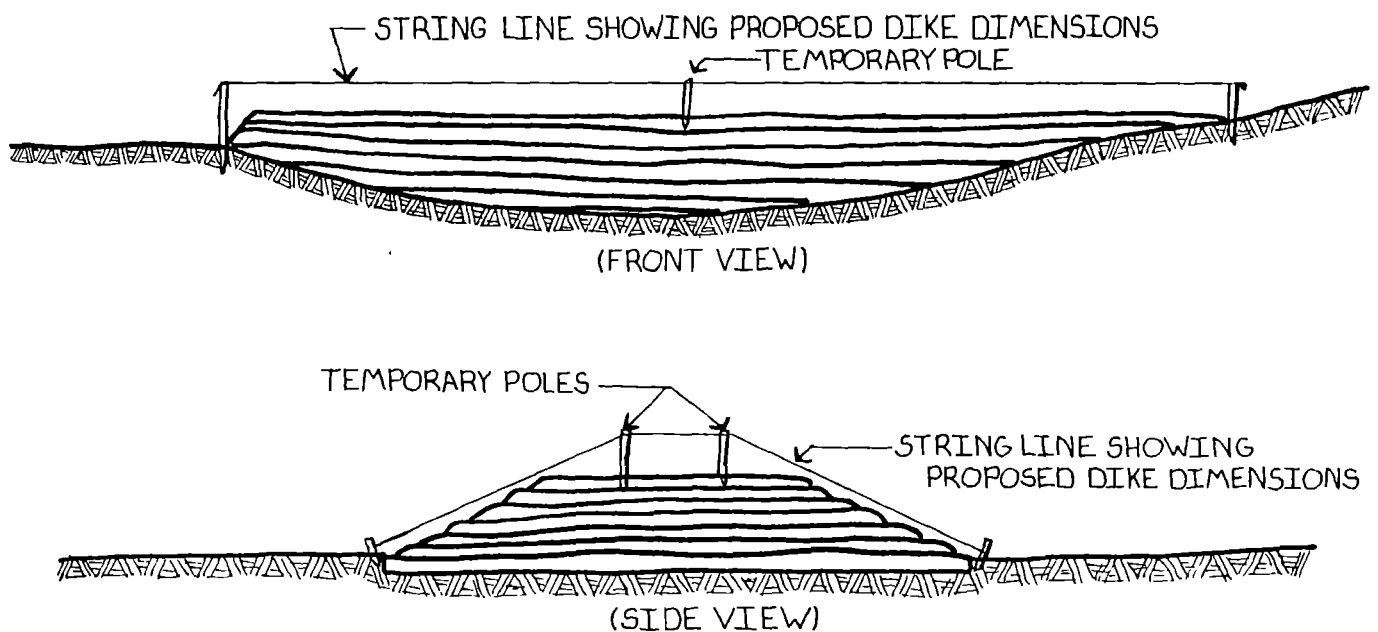 STRING LINE SHOWING PROPOSED DIKE DIMENSIONS
TEMPORARY POLE
(FRONT VIEW)
TEMPORARY POLES
STRING LINE SHOWING
PROPOSED DIKE DIMENSIONS
(SIDE VIEW)